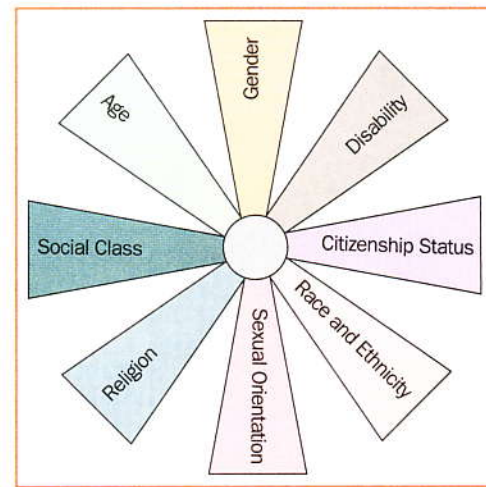 Gender
Disability
Citizenship Status
Race and Ethnicity
Sexual Orientation
Religion
Social Class
Age